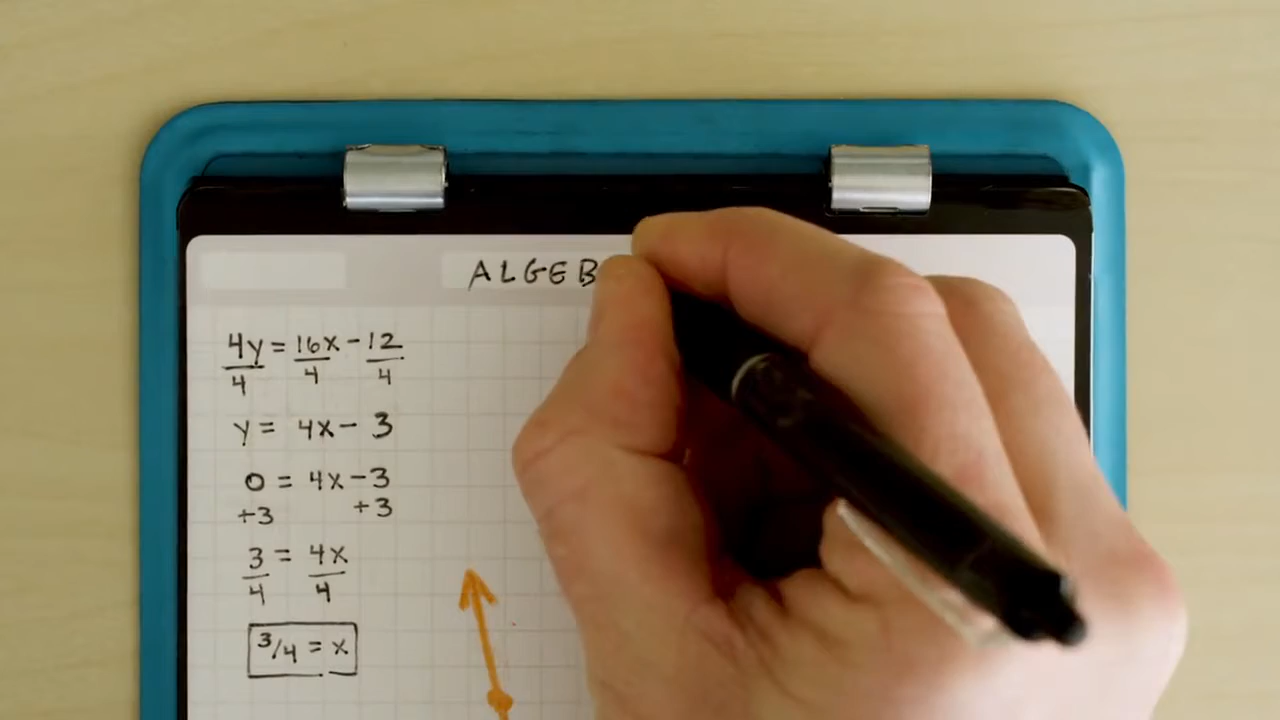 ALGEB
4y = 16x - 12
4 4 4
y = 4x - 3
0 = 4x - 3
+3 +3
3 = 4x
4 4
3/4 = x